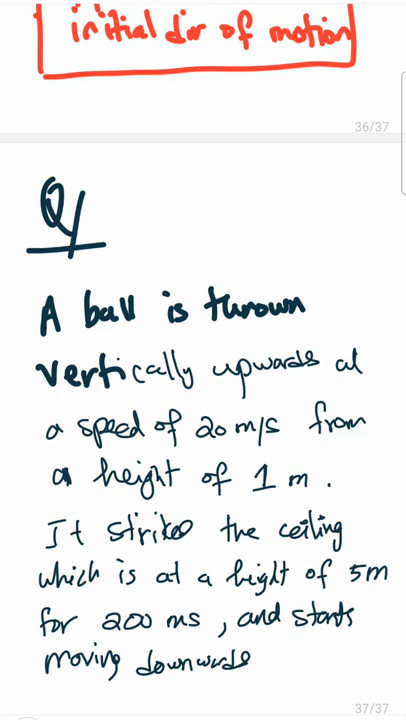 initial dir of motion
36/37
Q/
A ball is thrown
vertically upwards at
a speed of 20 m/s from
a height of 1 m.
It strikes the ceiling
which is at a hight of 5m
for 200 ms, and starts
moving downwards
37/37